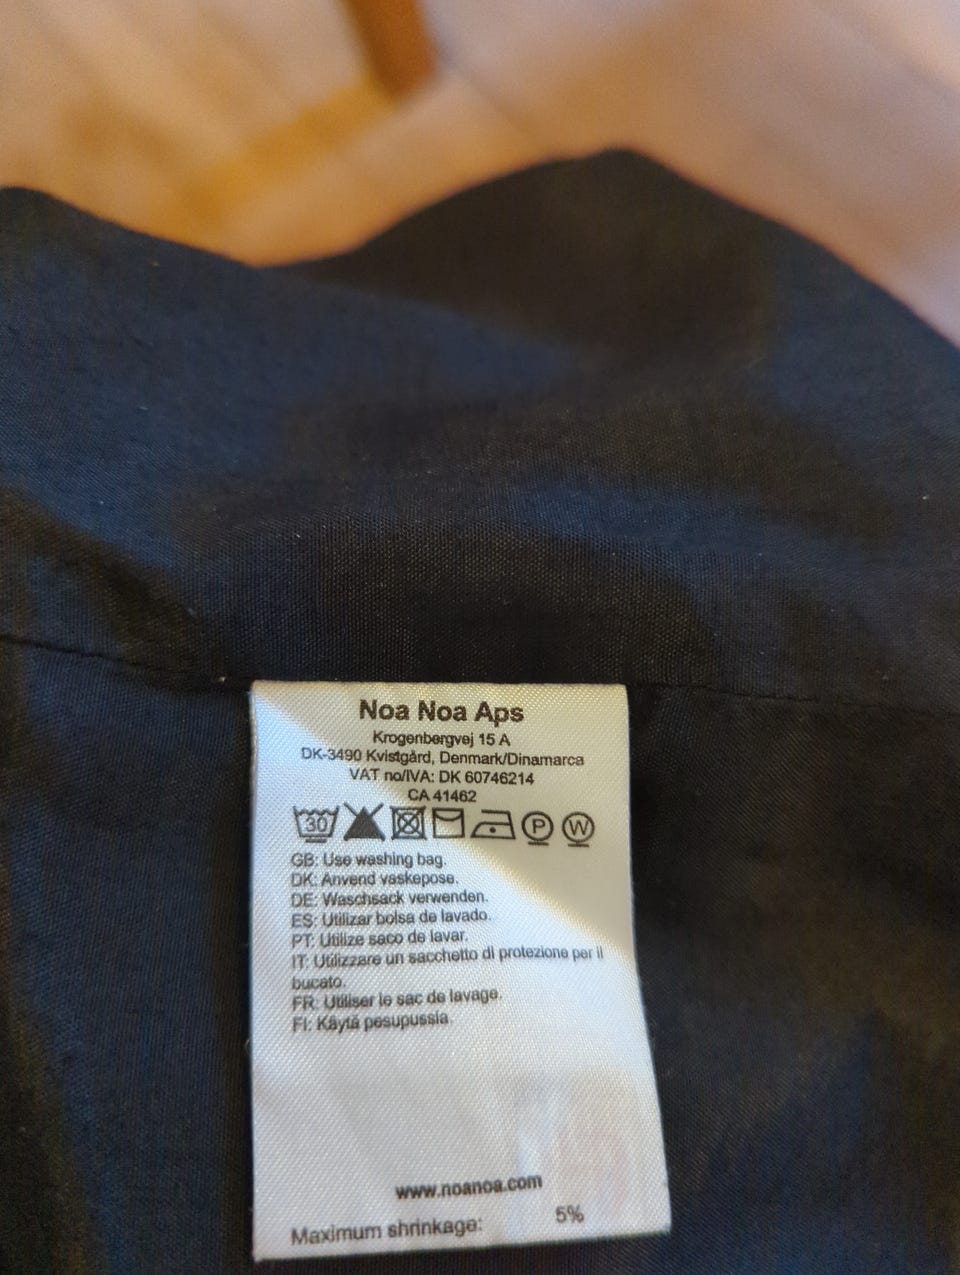 Noa Noa Aps
Krogenbergvej 15 A
DK-3490 Kvistgård, Denmark/Dinamarca
VAT no/IVA: DK 60746214
CA 41462
30 P W
GB: Use washing bag.
DK: Anvend vaskepose.
DE: Waschsack verwenden.
ES: Utilizar bolsa de lavado.
PT: Utilize saco de lavar.
IT: Utilizzare un sacchetto di protezione per il
bucato.
FR: Utiliser le sac de lavage.
FI: Käytä pesupussia.
www.noanoa.com
Maximum shrinkage: 5%